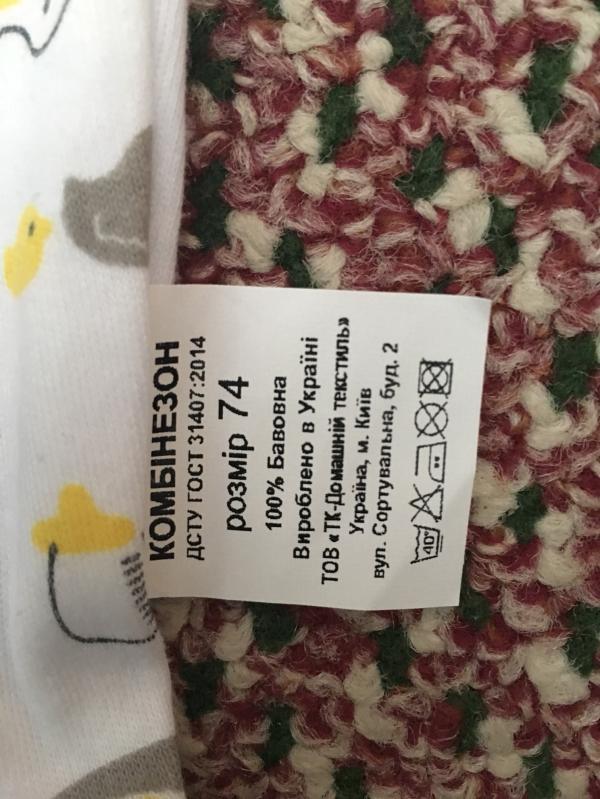 КОМБІНЕЗОН
ДСТУ ГОСТ 31407:2014
розмір 74
100% Бавовна
Вироблено в Україні
ТОВ «ТК-Домашній текстиль»
Україна, м. Київ
вул. Сортувальна, буд. 2
40°